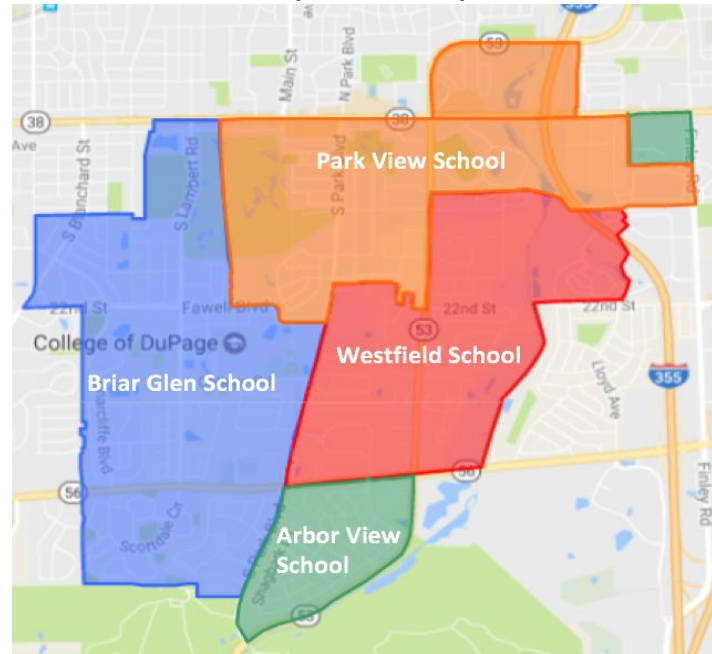 53
355
Main St
N Park Blvd
38
38
Ave
S Blanchard St
S Lambert Rd
S Park Blvd
Park View School
Finley Rd
22nd St
Fawell Blvd
22nd St
22nd St
53
College of DuPage
Westfield School
Briar Glen School
Lloyd Ave
355
56
56
Finley Rd
Scottdale Cir
Arbor View
School
53